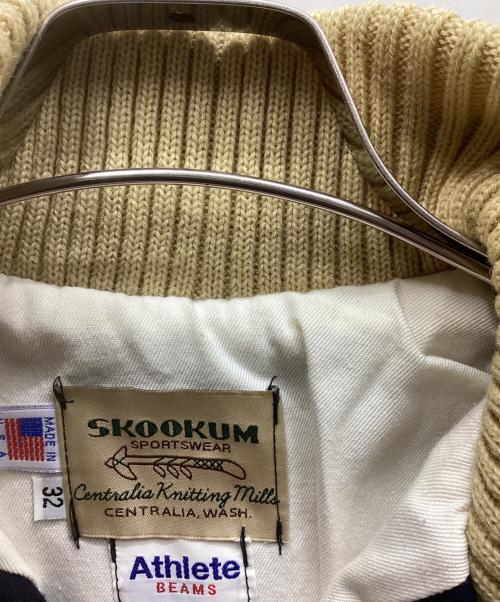 SKOOKUM
SPORTSWEAR
Centralia Knitting Mills
CENTRALIA, WASH.
MADE IN
U.S.A.
32
Athlete
BEAMS